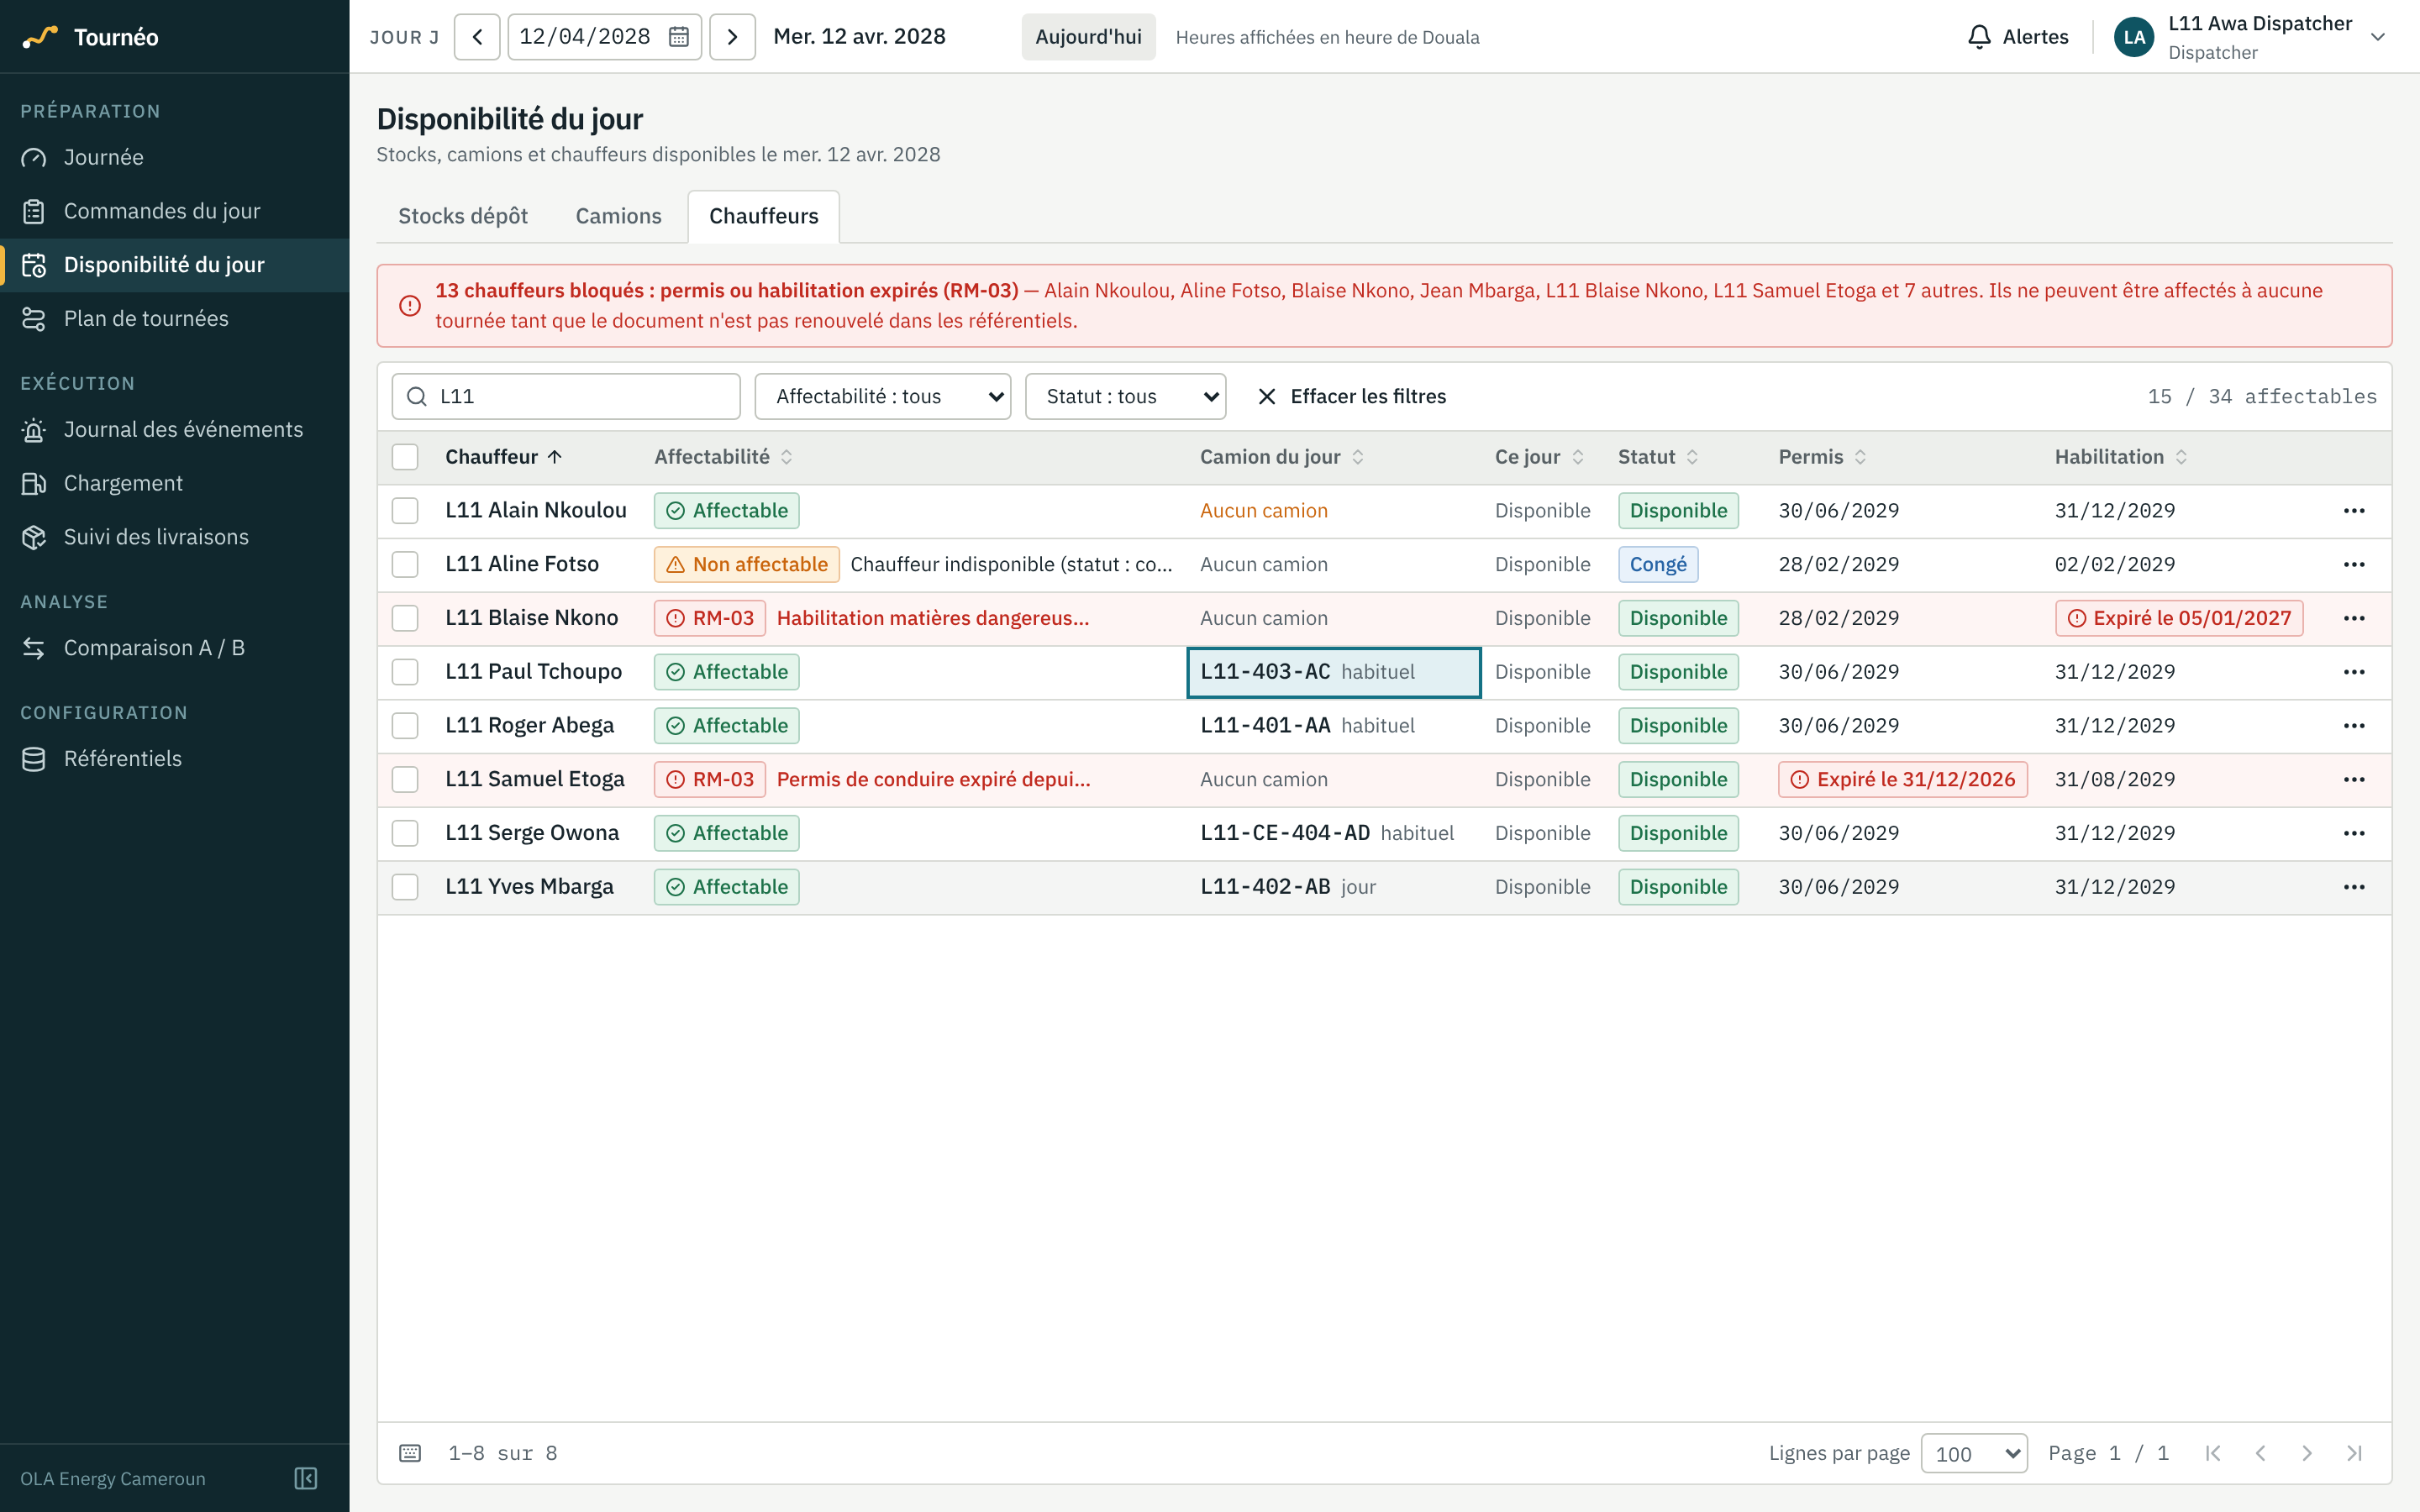 Tournéo
JOUR J
12/04/2028
Mer. 12 avr. 2028
Aujourd'hui
Heures affichées en heure de Douala
Alertes
LA
L11 Awa Dispatcher
Dispatcher
PRÉPARATION
Journée
Commandes du jour
Disponibilité du jour
Plan de tournées
EXÉCUTION
Journal des événements
Chargement
Suivi des livraisons
ANALYSE
Comparaison A / B
CONFIGURATION
Référentiels
OLA Energy Cameroun
Disponibilité du jour
Stocks, camions et chauffeurs disponibles le mer. 12 avr. 2028
Stocks dépôt
Camions
Chauffeurs
13 chauffeurs bloqués : permis ou habilitation expirés (RM-03) — Alain Nkoulou, Aline Fotso, Blaise Nkono, Jean Mbarga, L11 Blaise Nkono, L11 Samuel Etoga et 7 autres. Ils ne peuvent être affectés à aucune
tournée tant que le document n'est pas renouvelé dans les référentiels.
L11
Affectabilité : tous
Statut : tous
Effacer les filtres
15 / 34 affectables
Chauffeur Affectabilité Camion du jour Ce jour Statut Permis Habilitation
L11 Alain Nkoulou Affectable Aucun camion Disponible Disponible 30/06/2029 31/12/2029
L11 Aline Fotso Non affectable Chauffeur indisponible (statut : co... Aucun camion Disponible Congé 28/02/2029 02/02/2029
L11 Blaise Nkono RM-03 Habilitation matières dangereus... Aucun camion Disponible Disponible 28/02/2029 Expiré le 05/01/2027
L11 Paul Tchoupo Affectable L11-403-AC habituel Disponible Disponible 30/06/2029 31/12/2029
L11 Roger Abega Affectable L11-401-AA habituel Disponible Disponible 30/06/2029 31/12/2029
L11 Samuel Etoga RM-03 Permis de conduire expiré depui... Aucun camion Disponible Disponible Expiré le 31/12/2026 31/08/2029
L11 Serge Owona Affectable L11-CE-404-AD habituel Disponible Disponible 30/06/2029 31/12/2029
L11 Yves Mbarga Affectable L11-402-AB jour Disponible Disponible 30/06/2029 31/12/2029
1–8 sur 8
Lignes par page
100
Page 1 / 1